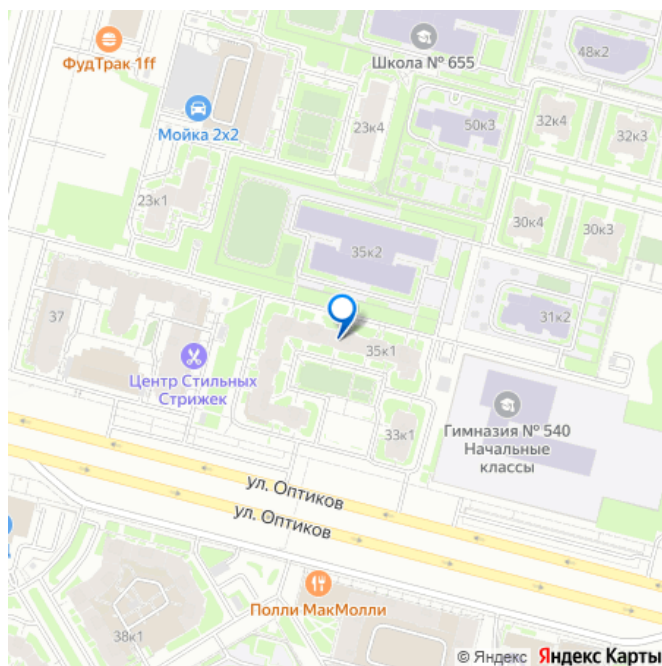 ФудТрак 1ff
Школа № 655
48к2
Мойка 2x2
23к4
50к3
32к4
32к3
23к1
30к4
30к3
35к2
31к2
37
35к1
Центр Стильных
Стрижек
33к1
Гимназия № 540
Начальные
классы
ул. Оптиков
ул. Оптиков
Полли МакМолли
38к1
© Яндекс Яндекс Карты